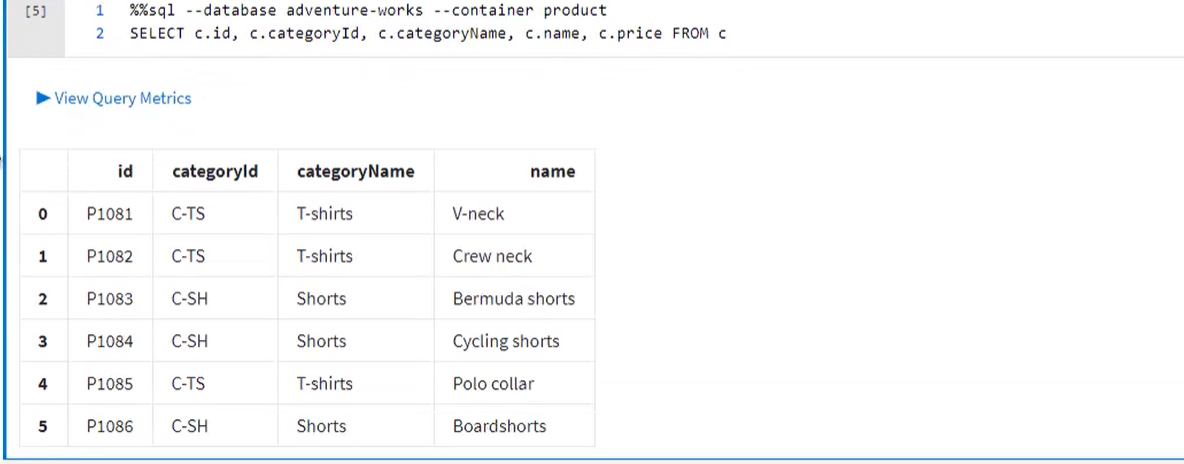 [5] 1 %%sql --database adventure-works --container product
2 SELECT c.id, c.categoryId, c.categoryName, c.name, c.price FROM c
▶ View Query Metrics
id categoryId categoryName name
0 P1081 C-TS T-shirts V-neck
1 P1082 C-TS T-shirts Crew neck
2 P1083 C-SH Shorts Bermuda shorts
3 P1084 C-SH Shorts Cycling shorts
4 P1085 C-TS T-shirts Polo collar
5 P1086 C-SH Shorts Boardshorts